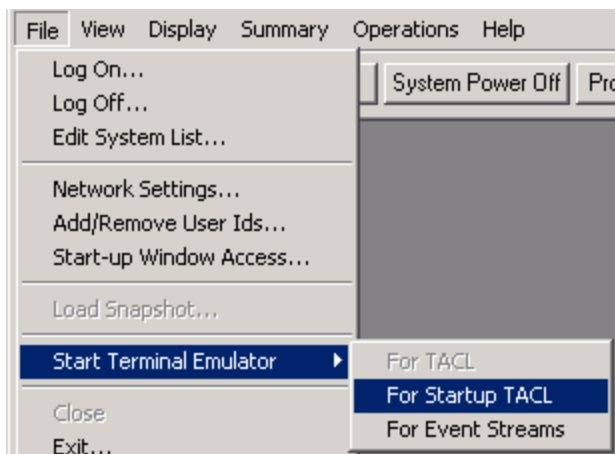 File View Display Summary Operations Help
Log On...
Log Off...
System Power Off
Edit System List...
Network Settings...
Add/Remove User Ids...
Start-up Window Access...
Load Snapshot...
Start Terminal Emulator
For TACL
For Startup TACL
For Event Streams
Close
Exit...